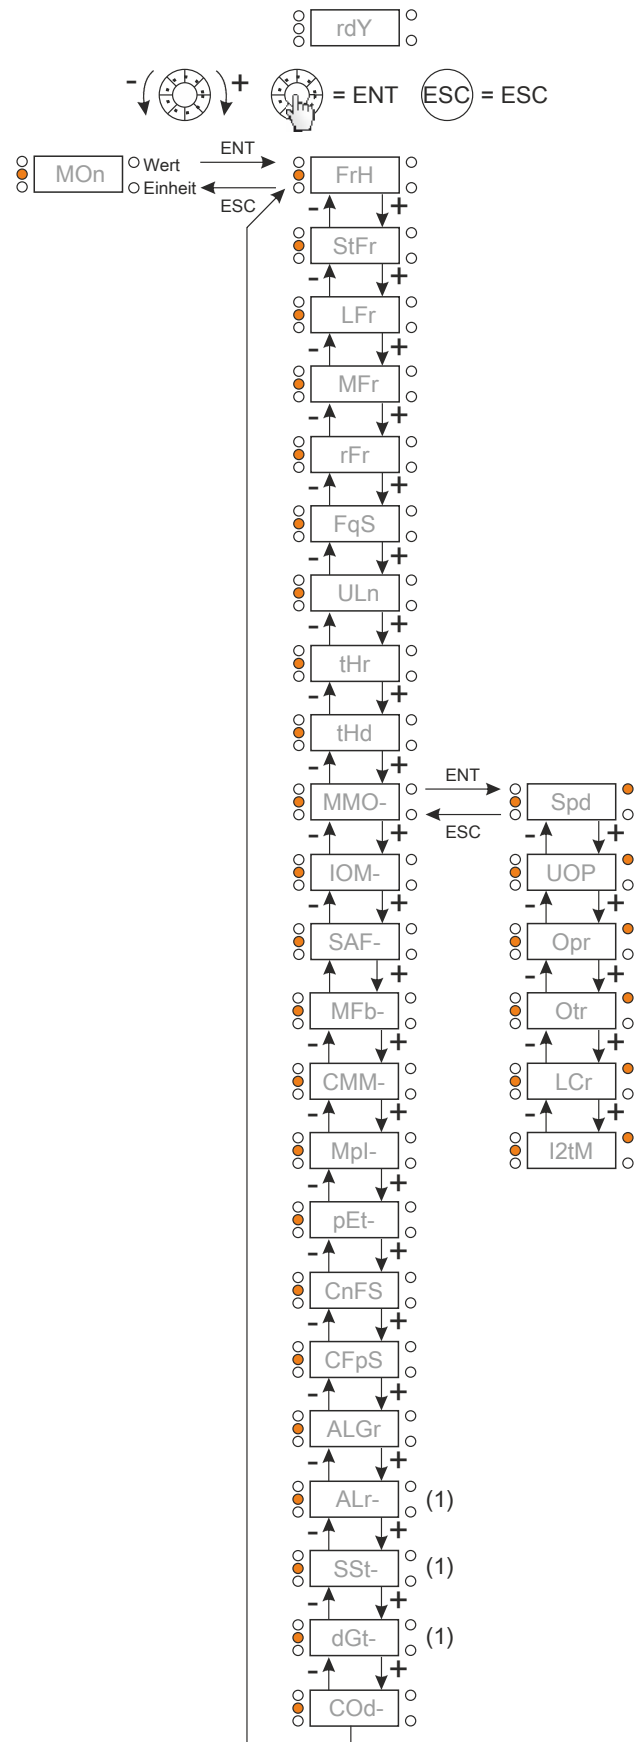 rdY
- + = ENT ESC = ESC
MOn Wert ENT FrH
Einheit ESC
- +
StFr
- +
LFr
- +
MFr
- +
rFr
- +
FqS
- +
ULn
- +
tHr
- +
tHd
- +
MMO- ENT Spd
ESC
- + - +
IOM- UOP
- + - +
SAF- Opr
- + - +
MFb- Otr
- + - +
CMM- LCr
- + - +
MpI- I2tM
- +
pEt-
- +
CnFS
- +
CFpS
- +
ALGr
- +
ALr- (1)
- +
SSt- (1)
- +
dGt- (1)
- +
COd-